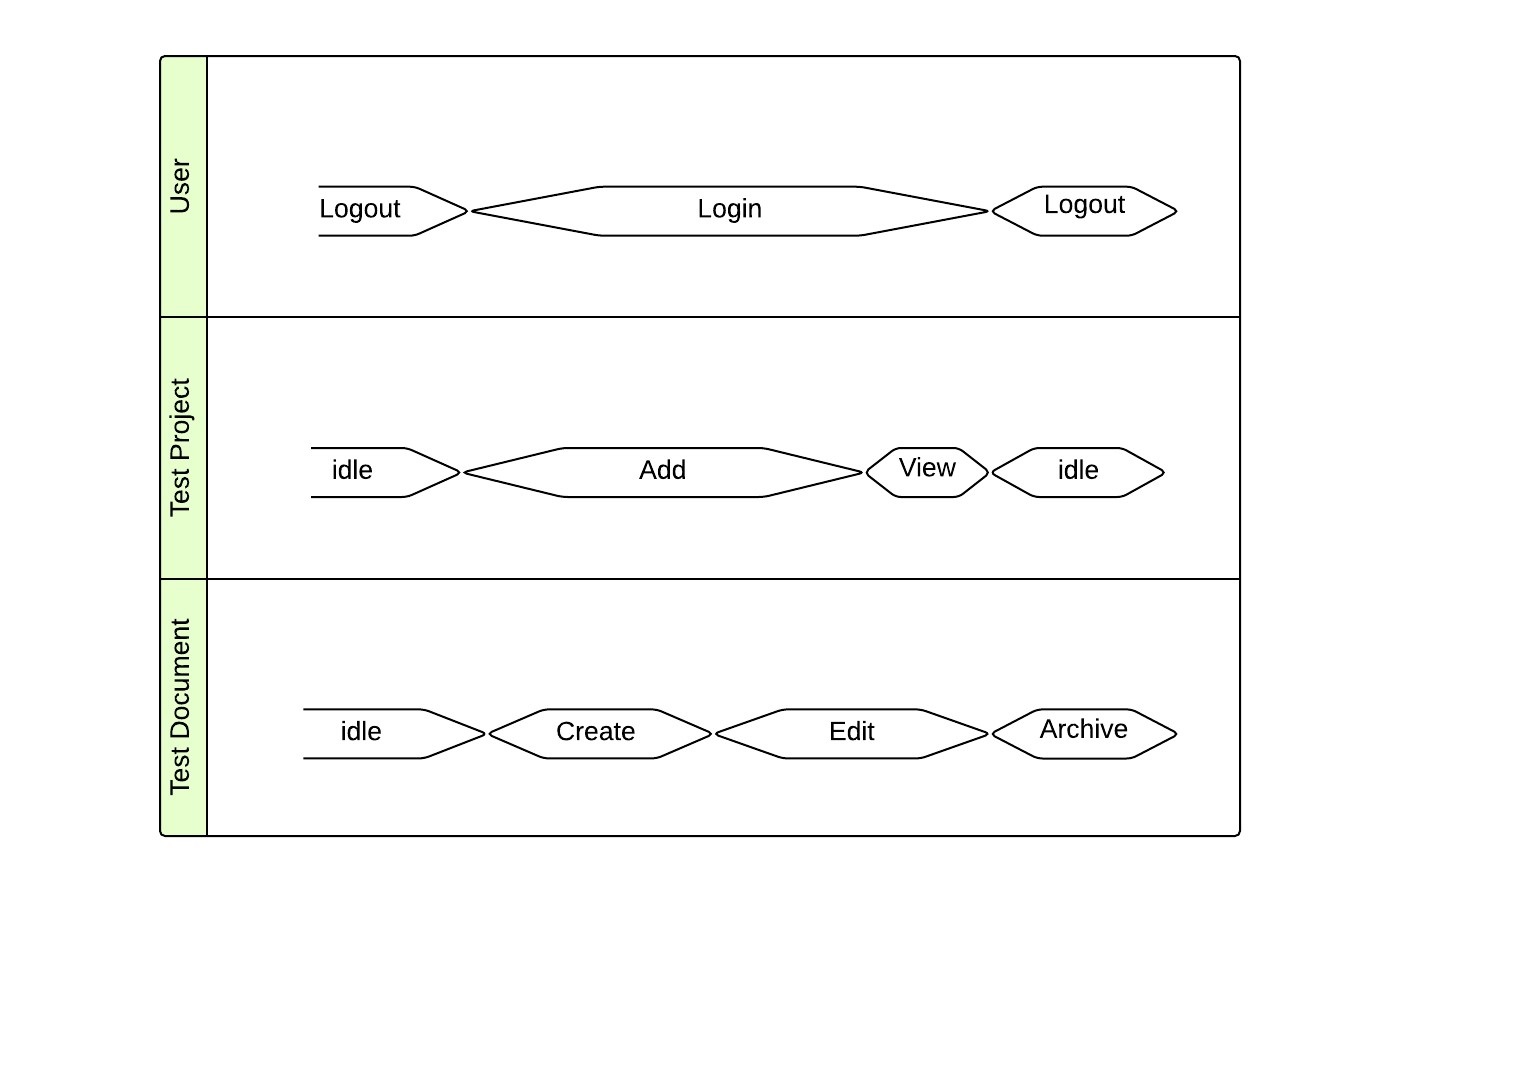 User
Logout
Login
Logout
Test Project
idle
Add
View
idle
Test Document
idle
Create
Edit
Archive